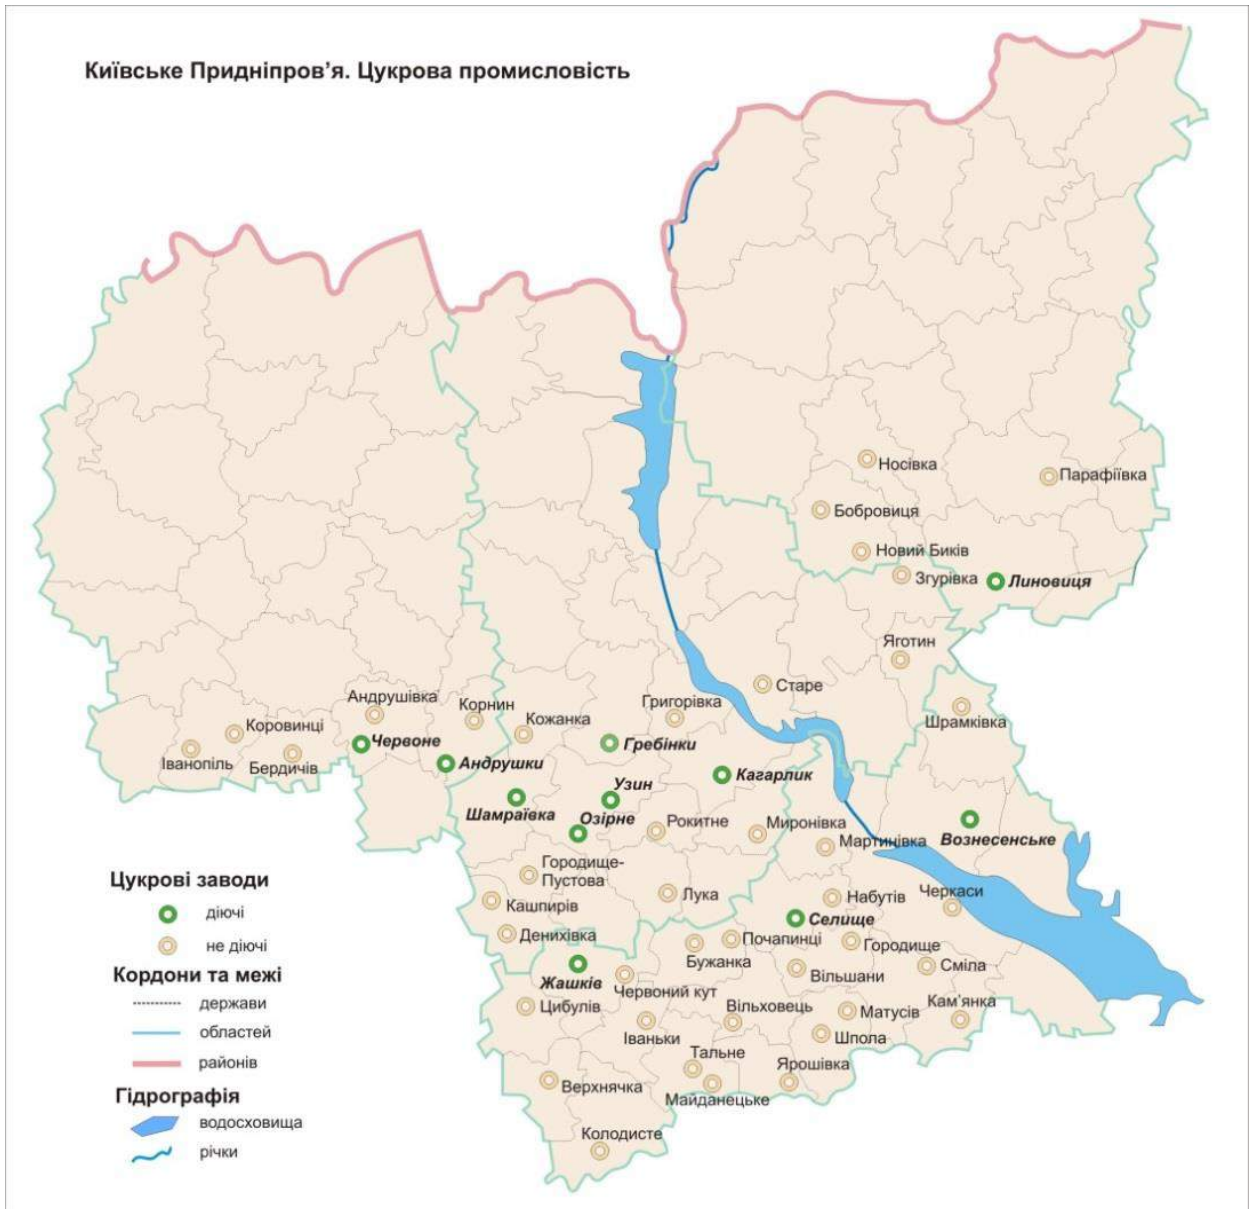 Київське Придніпров’я. Цукрова промисловість
Носівка
Парафіївка
Бобровиця
Новий Биків
Згурівка
Линовиця
Яготин
Старе
Андрушівка
Корнин
Кожанка
Григорівка
Шрамківка
Коровинці
Іванопіль
Бердичів
Червоне
Андрушки
Гребінки
Узин
Кагарлик
Шамраївка
Озірне
Рокитне
Миронівка
Мартинівка
Вознесенське
Городище-
Пустова
Лука
Кашпирів
Набутів
Черкаси
Селище
Денихівка
Бужанка
Почапинці
Городище
Вільшани
Сміла
Жашків
Червоний кут
Цибулів
Вільховець
Матусів
Кам’янка
Іваньки
Шпола
Тальне
Ярошівка
Верхнячка
Майданецьке
Колодисте
Цукрові заводи
діючі
не діючі
Кордони та межі
держави
областей
районів
Гідрографія
водосховища
річки